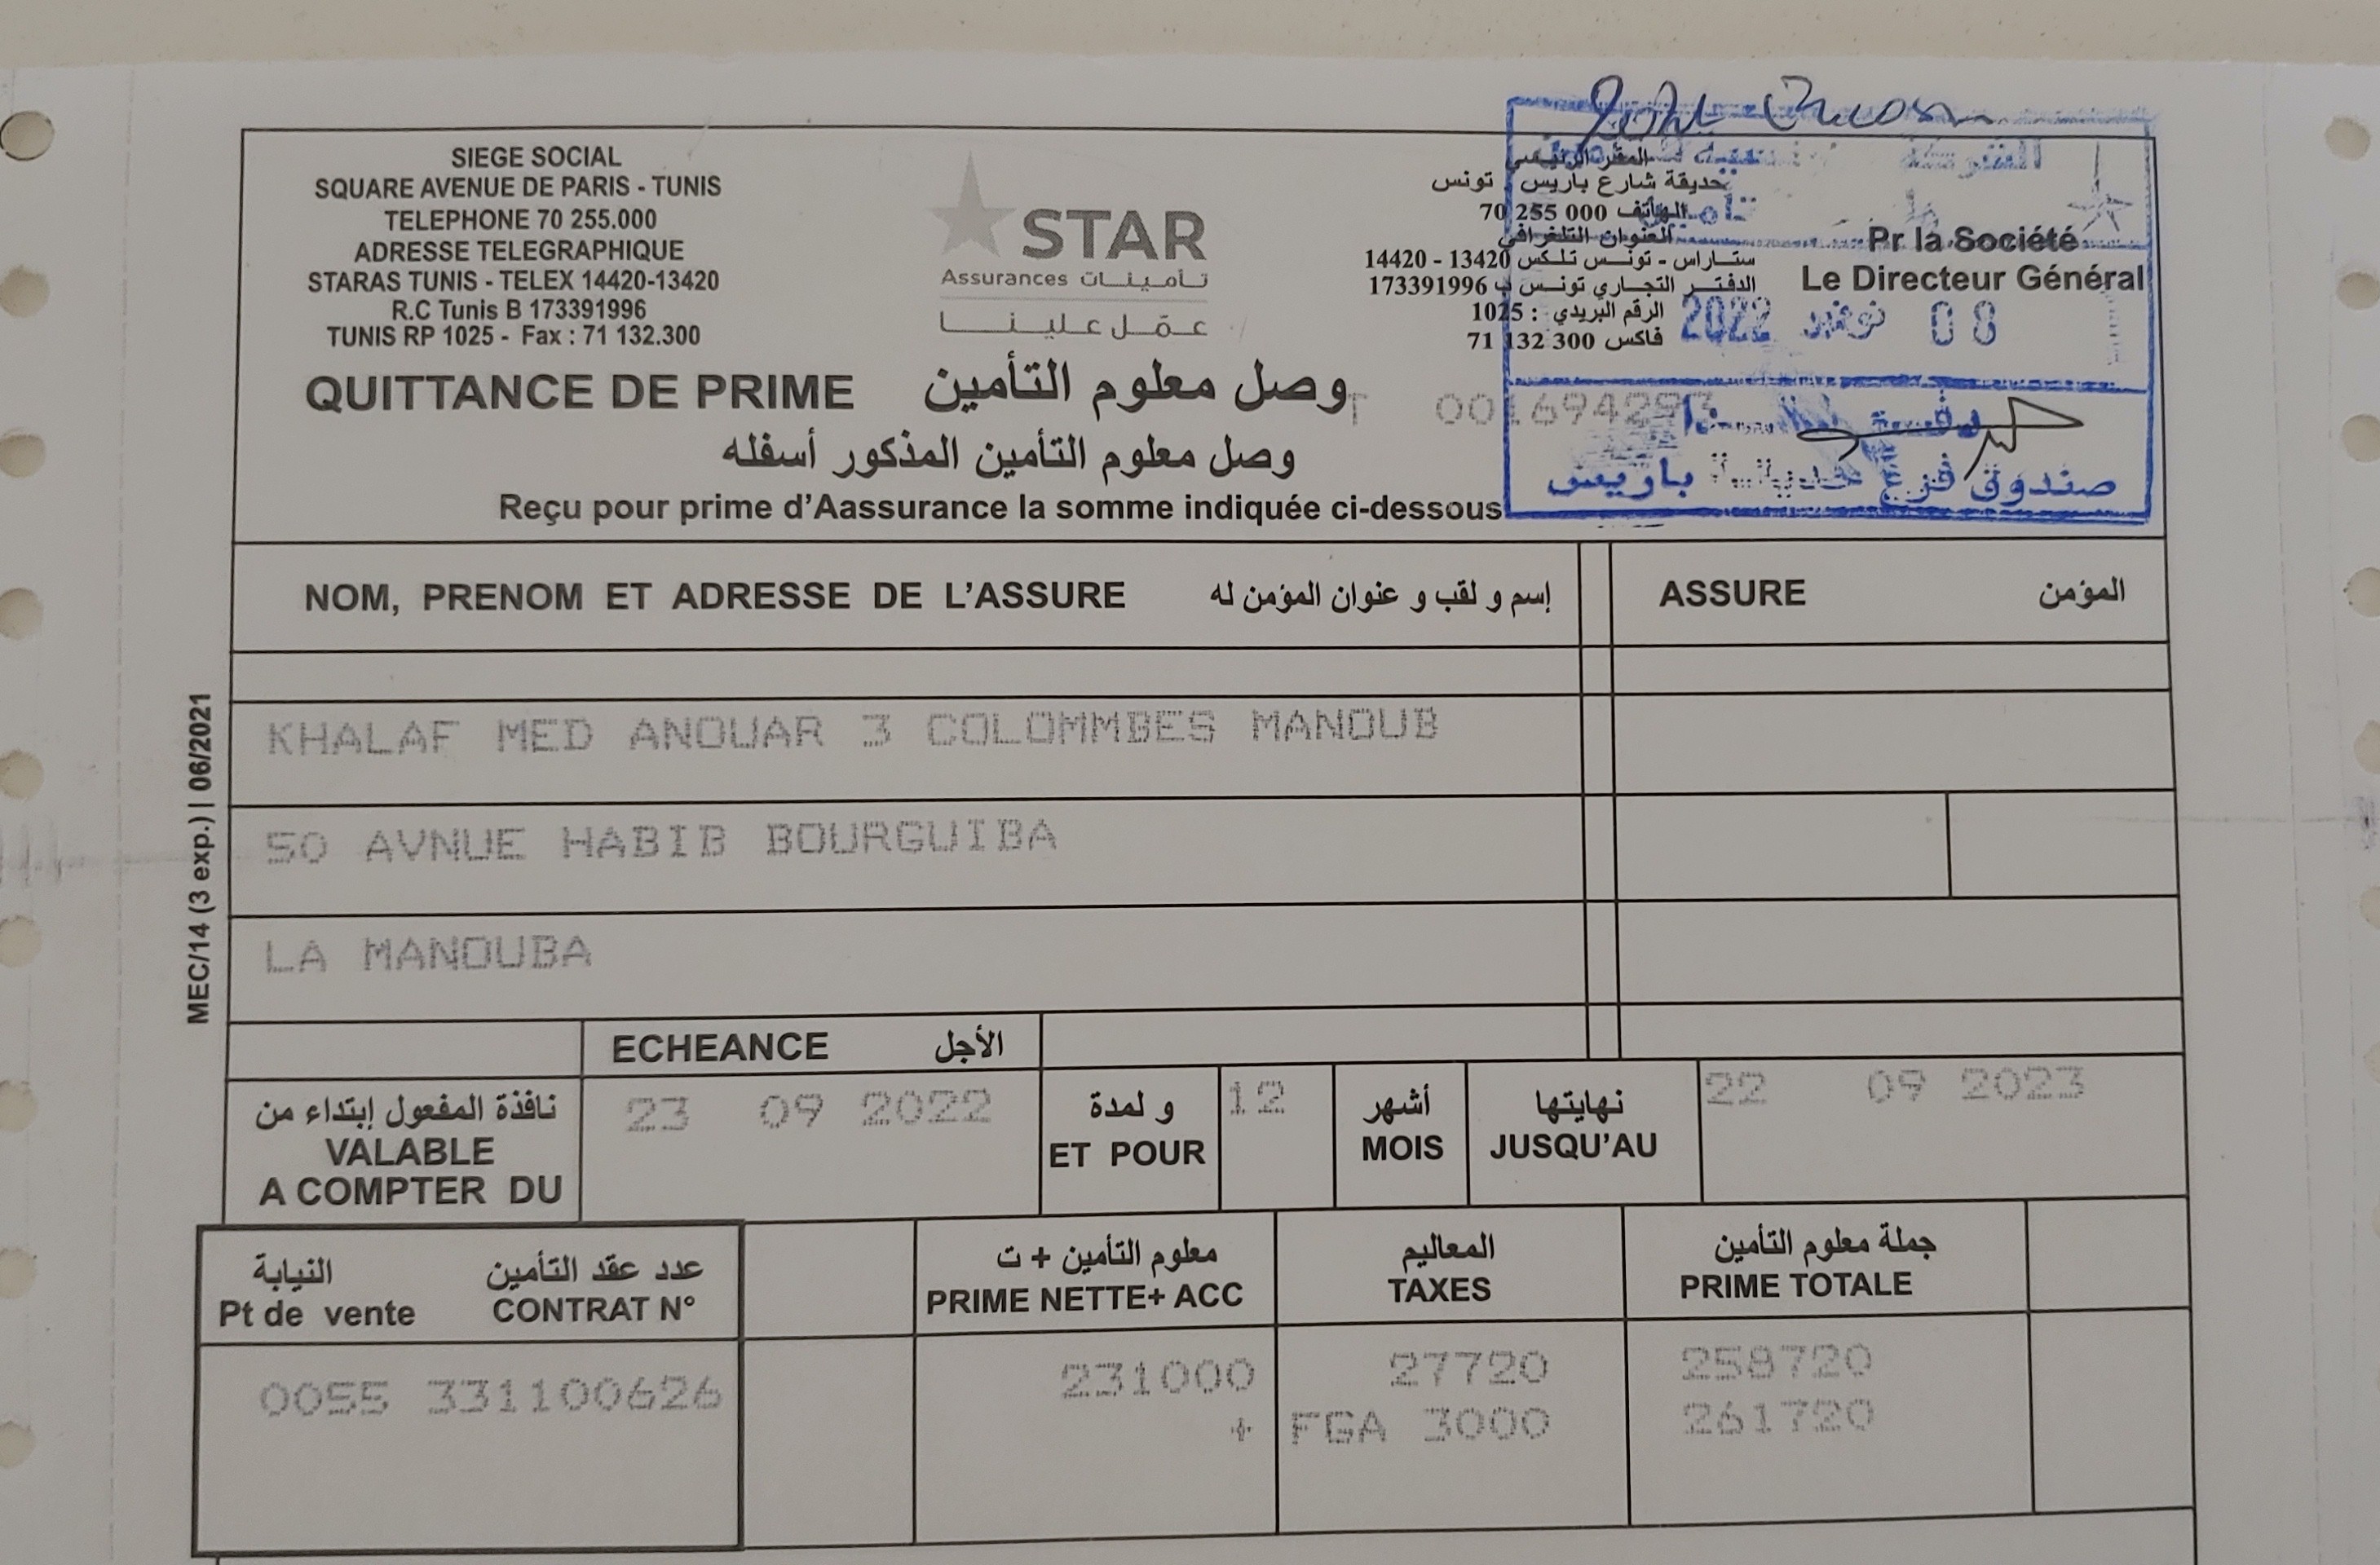 SIEGE SOCIAL
SQUARE AVENUE DE PARIS - TUNIS
TELEPHONE 70 255.000
ADRESSE TELEGRAPHIQUE
STARAS TUNIS - TELEX 14420-13420
R.C Tunis B 173391996
TUNIS RP 1025 - Fax : 71 132.300
STAR
Assurances تأمينات
عمّل علينا
المقر الرئيسي
حديقة شارع باريس تونس
الهاتف 000 255 70
العنوان التلغرافي
ستاراس - تونس تلكس 13420 - 14420
الدفتر التجاري تونس ب 173391996
الرقم البريدي : 1025
فاكس 300 132 71
Pr la Société
Le Directeur Général
08 نوفمبر 2022
QUITTANCE DE PRIME وصل معلوم التأمين
وصل معلوم التأمين المذكور أسفله
Reçu pour prime d'Aassurance la somme indiquée ci-dessous
صندوق فرع حديقة باريس
NOM, PRENOM ET ADRESSE DE L'ASSURE إسم و لقب و عنوان المؤمن له ASSURE المؤمن
KHALAF MED ANOUAR 3 COLOMMBES MANOUB
50 AVNUE HABIB BOURGUIBA
LA MANOUBA
MEC/14 (3 exp.) | 06/2021
ECHEANCE الأجل
نافذة المفعول إبتداء من
VALABLE
A COMPTER DU
23 09 2022
و لمدة
ET POUR
12
أشهر
MOIS
نهايتها
JUSQU'AU
22 09 2023
النيابة
Pt de vente
عدد عقد التأمين
CONTRAT N°
معلوم التأمين + ت
PRIME NETTE+ ACC
المعاليم
TAXES
جملة معلوم التأمين
PRIME TOTALE
0055 331100626 231000 27720 258720
+ FGA 3000 261720